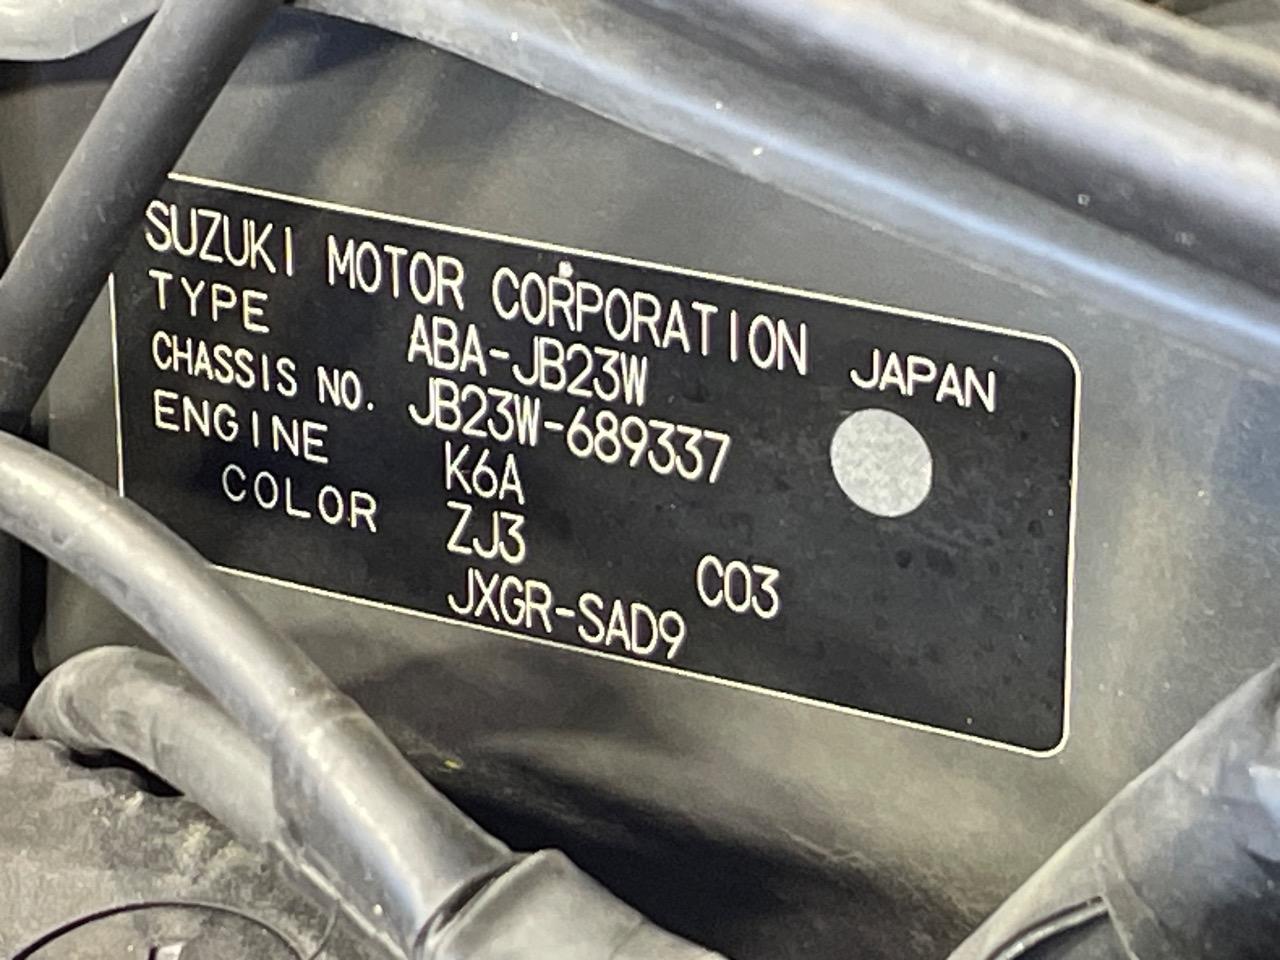 SUZUKI MOTOR CORPORATION JAPAN
TYPE ABA-JB23W
CHASSIS NO. JB23W-689337
ENGINE K6A
COLOR ZJ3 C03
JXGR-SAD9